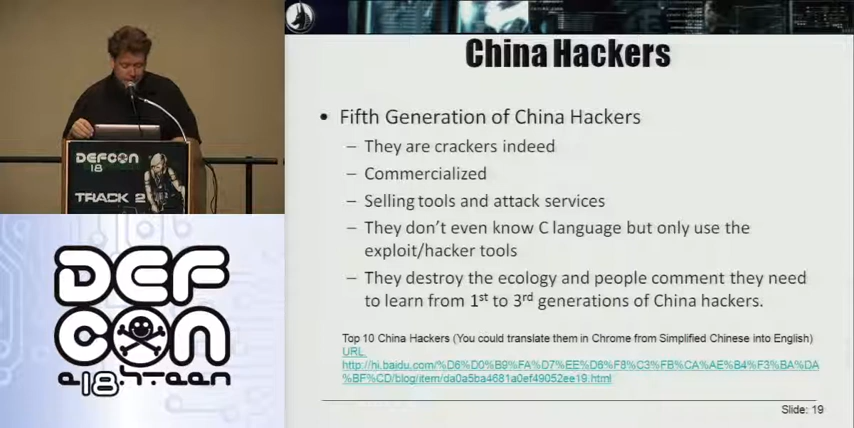 China Hackers
• Fifth Generation of China Hackers
– They are crackers indeed
– Commercialized
– Selling tools and attack services
– They don't even know C language but only use the
exploit/hacker tools
– They destroy the ecology and people comment they need
to learn from 1st to 3rd generations of China hackers.
Top 10 China Hackers (You could translate them in Chrome from Simplified Chinese into English)
URL
http://hi.baidu.com/%D6%D0%B9%FA%D7%EE%D6%F8%C3%FB%CA%AE%B4%F3%BA%DA
%BF%CD/blog/item/da0a5ba4681a0ef49052ee19.html
Slide: 19
DEFCON
18
TRACK 2
DEF
CON
e18hteen